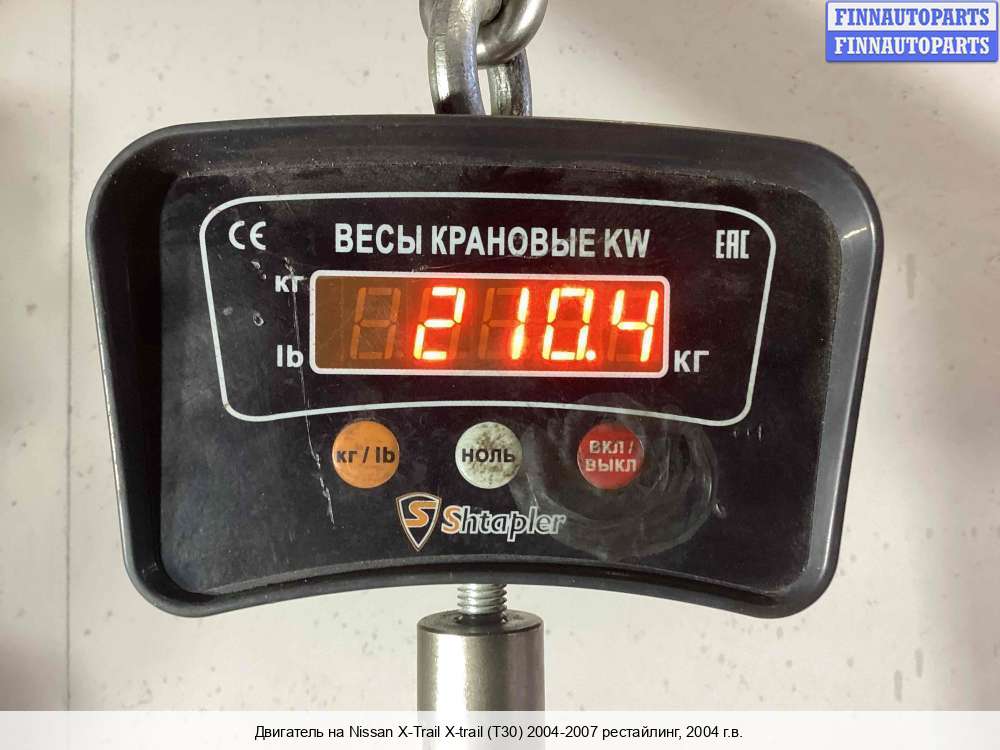 FINNAUTOPARTS
FINNAUTOPARTS
CE ВЕСЫ КРАНОВЫЕ KW EAC
кг
210.4
lb КГ
кг / lb НОЛЬ ВКЛ /
ВЫКЛ
S Shtapler
Двигатель на Nissan X-Trail X-trail (T30) 2004-2007 рестайлинг, 2004 г.в.